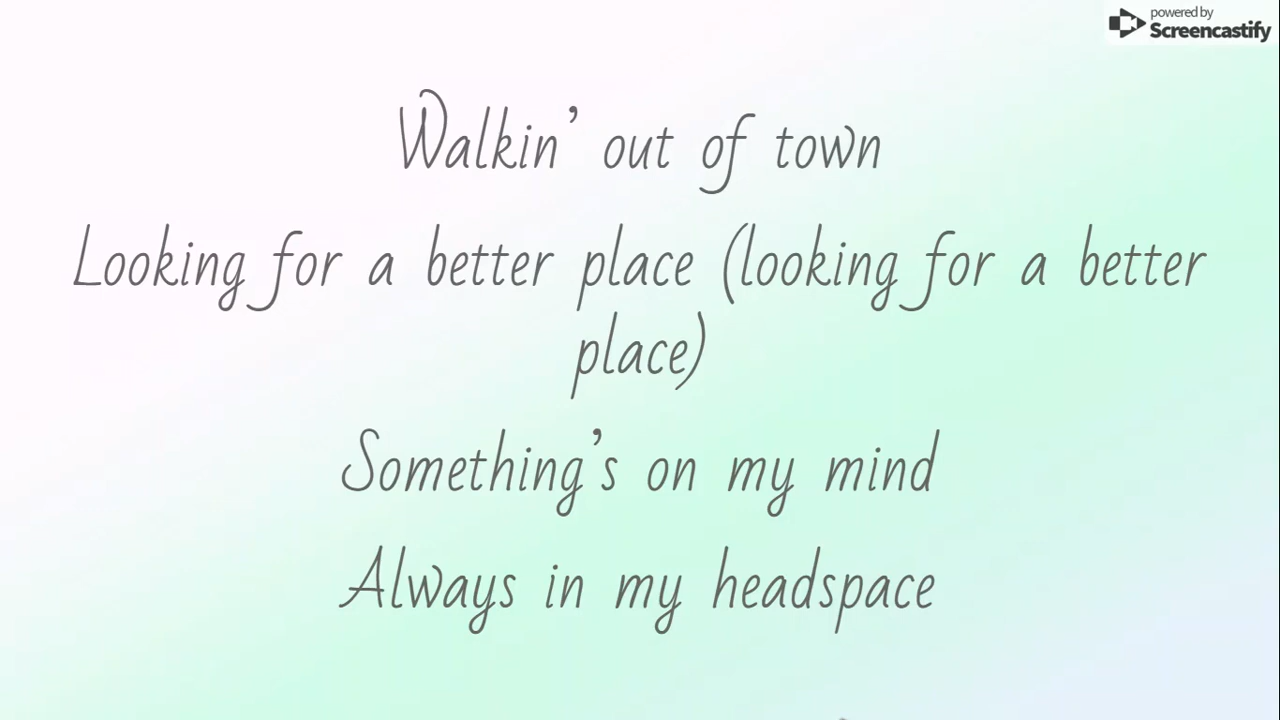 powered by
Screencastify
Walkin’ out of town
Looking for a better place (looking for a better
place)
Something’s on my mind
Always in my headspace